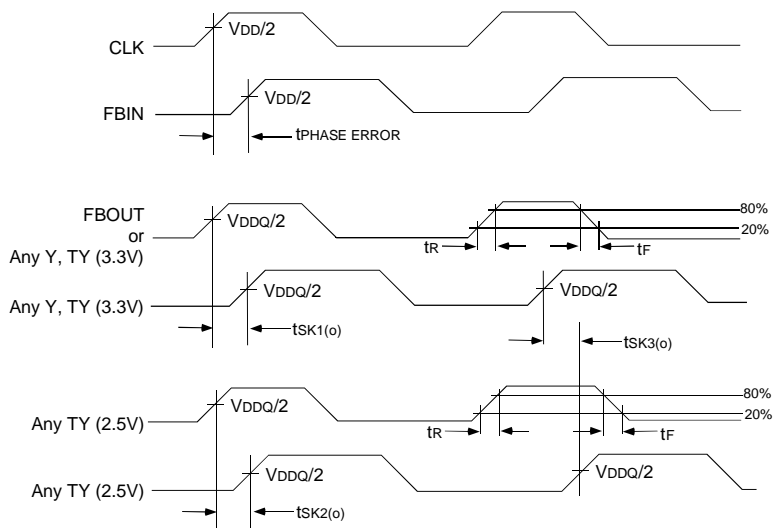 CLK
VDD/2
FBIN
VDD/2
tPHASE ERROR
FBOUT
or
Any Y, TY (3.3V)
VDDQ/2
80%
20%
tR
tF
Any Y, TY (3.3V)
VDDQ/2
VDDQ/2
tSK1(o)
tSK3(o)
Any TY (2.5V)
VDDQ/2
80%
20%
tR
tF
Any TY (2.5V)
VDDQ/2
VDDQ/2
tSK2(o)